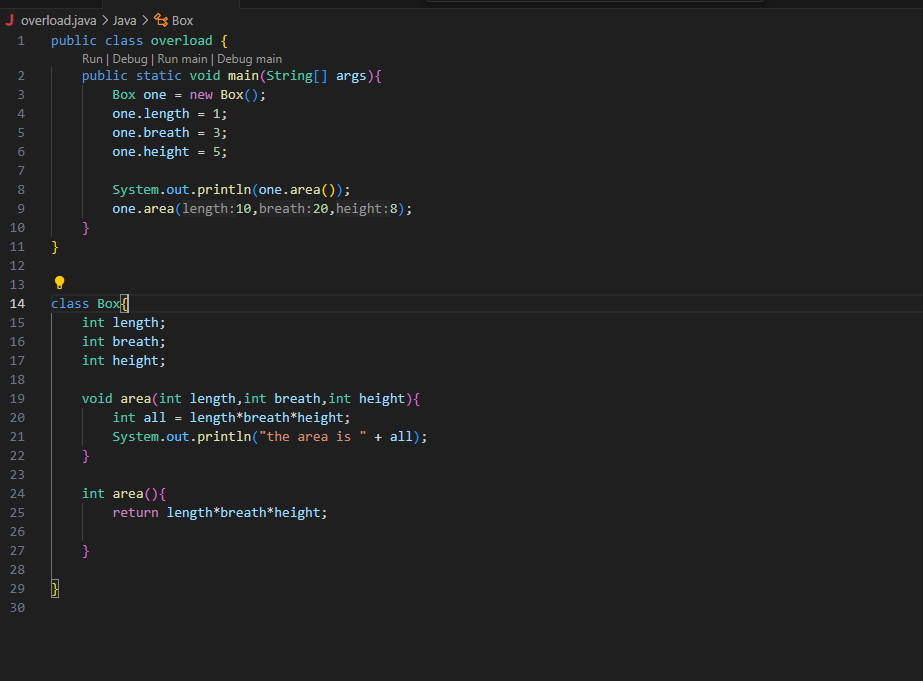 J overload.java > Java > Box
1 public class overload {
Run | Debug | Run main | Debug main
2 public static void main(String[] args){
3 Box one = new Box();
4 one.length = 1;
5 one.breath = 3;
6 one.height = 5;
7
8 System.out.println(one.area());
9 one.area(length:10,breath:20,height:8);
10 }
11 }
12
13
14 class Box{
15 int length;
16 int breath;
17 int height;
18
19 void area(int length,int breath,int height){
20 int all = length*breath*height;
21 System.out.println("the area is " + all);
22 }
23
24 int area(){
25 return length*breath*height;
26
27 }
28
29 }
30